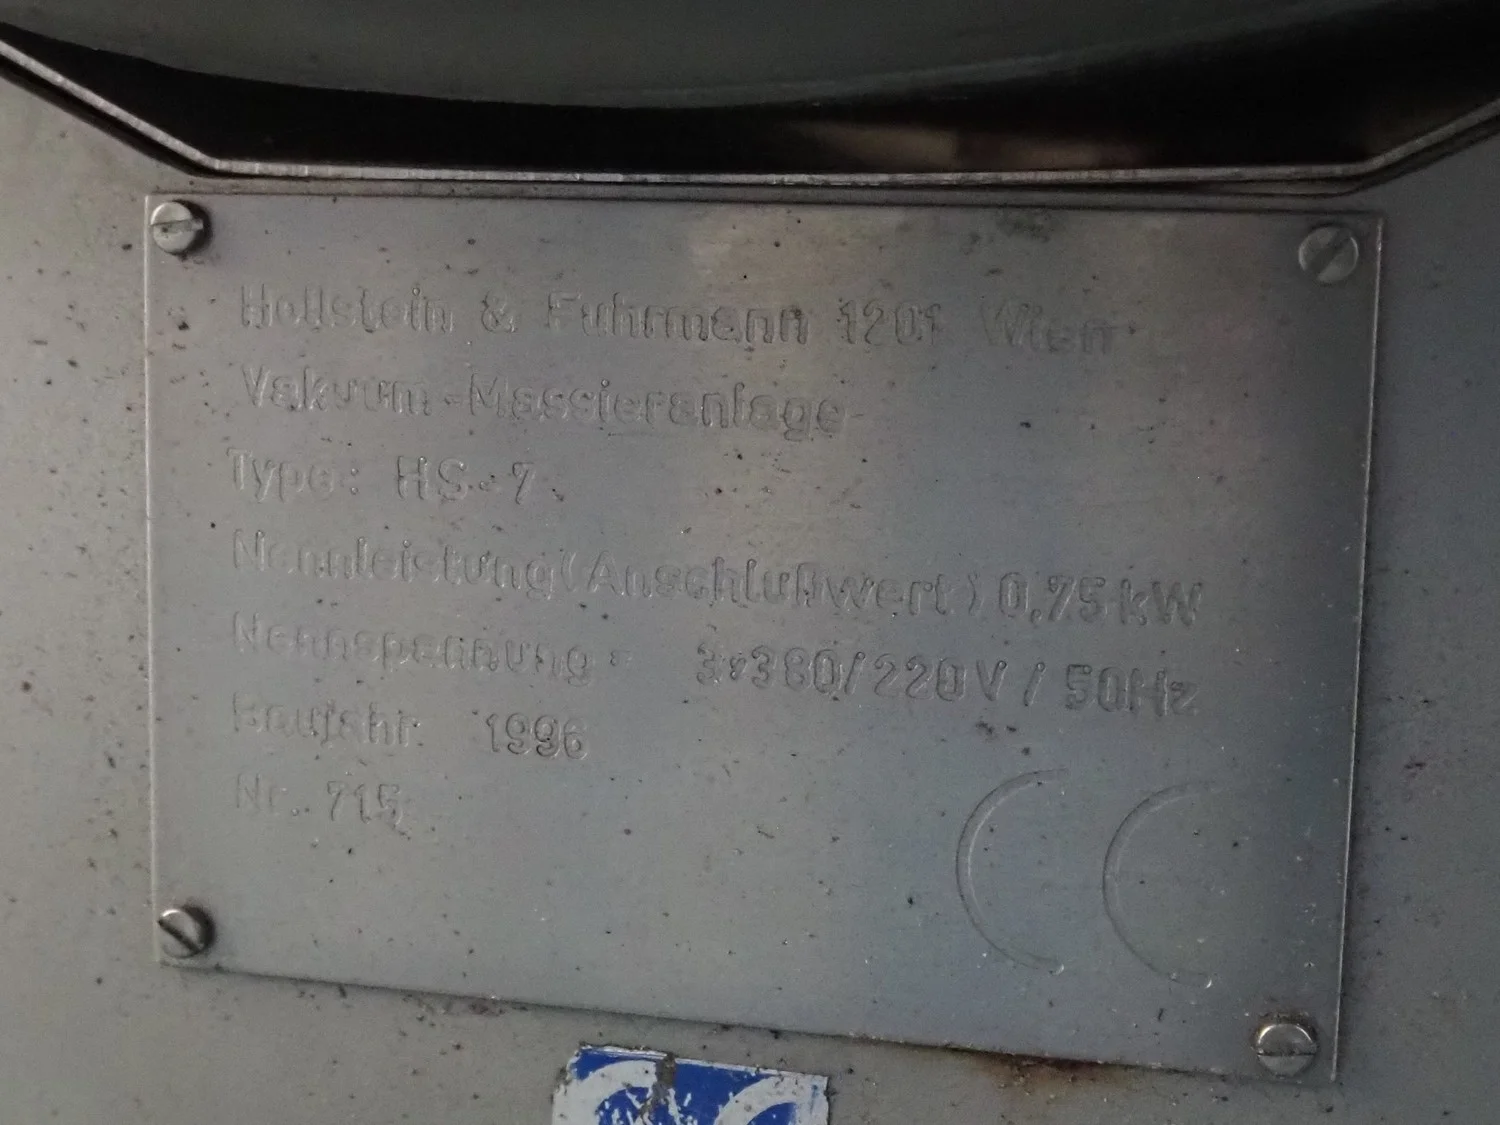 Hollstein & Fuhrmann 1201 Wien
Vakuum-Massieranlage
Type: HS-7
Nennleistung(Anschlußwert) 0,75 kW
Nennspannung: 3x380/220V / 50Hz
Baujahr 1996
Nr. 715
CE